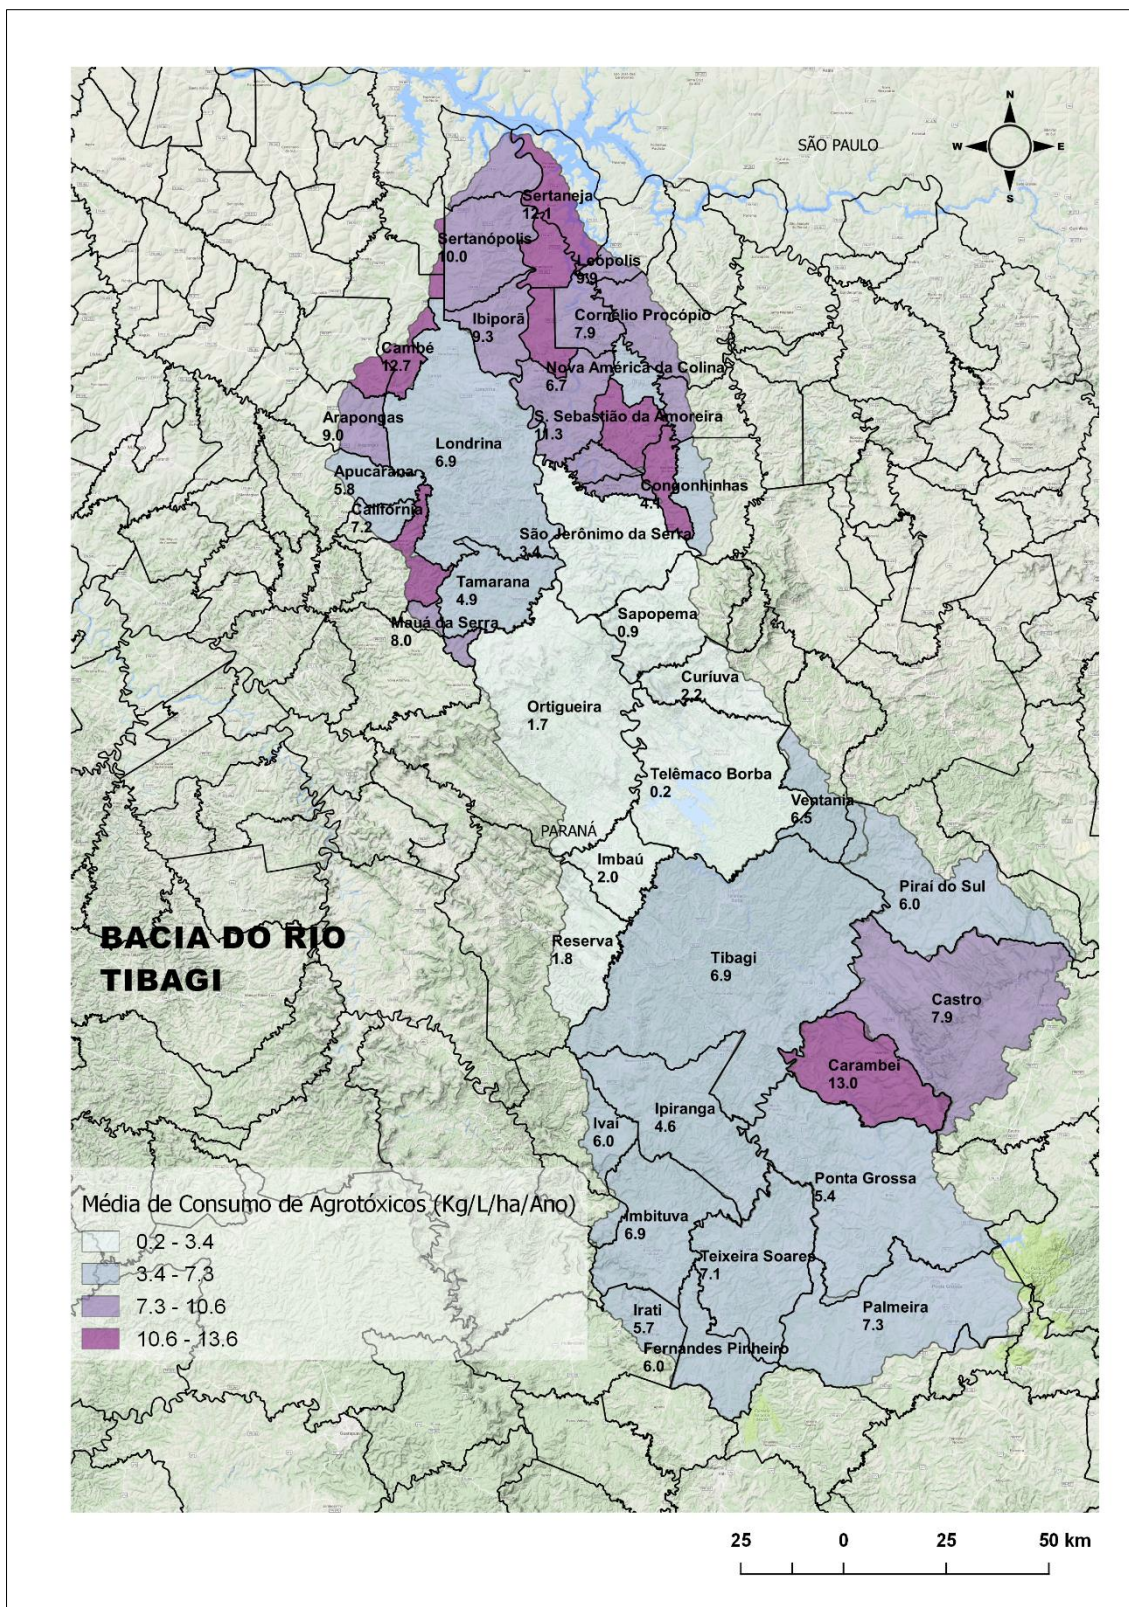 N
W
E
S
SÃO PAULO
Sertaneja
12.1
Sertanópolis
10.0
Leópolis
9.9
Ibiporã
9.3
Cornélio Procópio
7.9
Cambé
12.7
Nova América da Colina
6.7
Arapongas
9.0
S. Sebastião da Amoreira
11.3
Londrina
6.9
Apucarana
5.8
Congonhinhas
4.1
Califórnia
7.2
São Jerônimo da Serra
3.4
Tamarana
4.9
Sapopema
0.9
Mauá da Serra
8.0
Curíuva
2.2
Ortigueira
1.7
Telêmaco Borba
0.2
Ventania
6.5
PARANÁ
Imbaú
2.0
Piraí do Sul
6.0
BACIA DO RIO
TIBAGI
Reserva
1.8
Tibagi
6.9
Castro
7.9
Carambeí
13.0
Ipiranga
4.6
Ivaí
6.0
Ponta Grossa
5.4
Imbituva
6.9
Teixeira Soares
7.1
Irati
5.7
Palmeira
7.3
Fernandes Pinheiro
6.0
Média de Consumo de Agrotóxicos (Kg/L/ha/Ano)
0.2 - 3.4
3.4 - 7.3
7.3 - 10.6
10.6 - 13.6
25 0 25 50 km